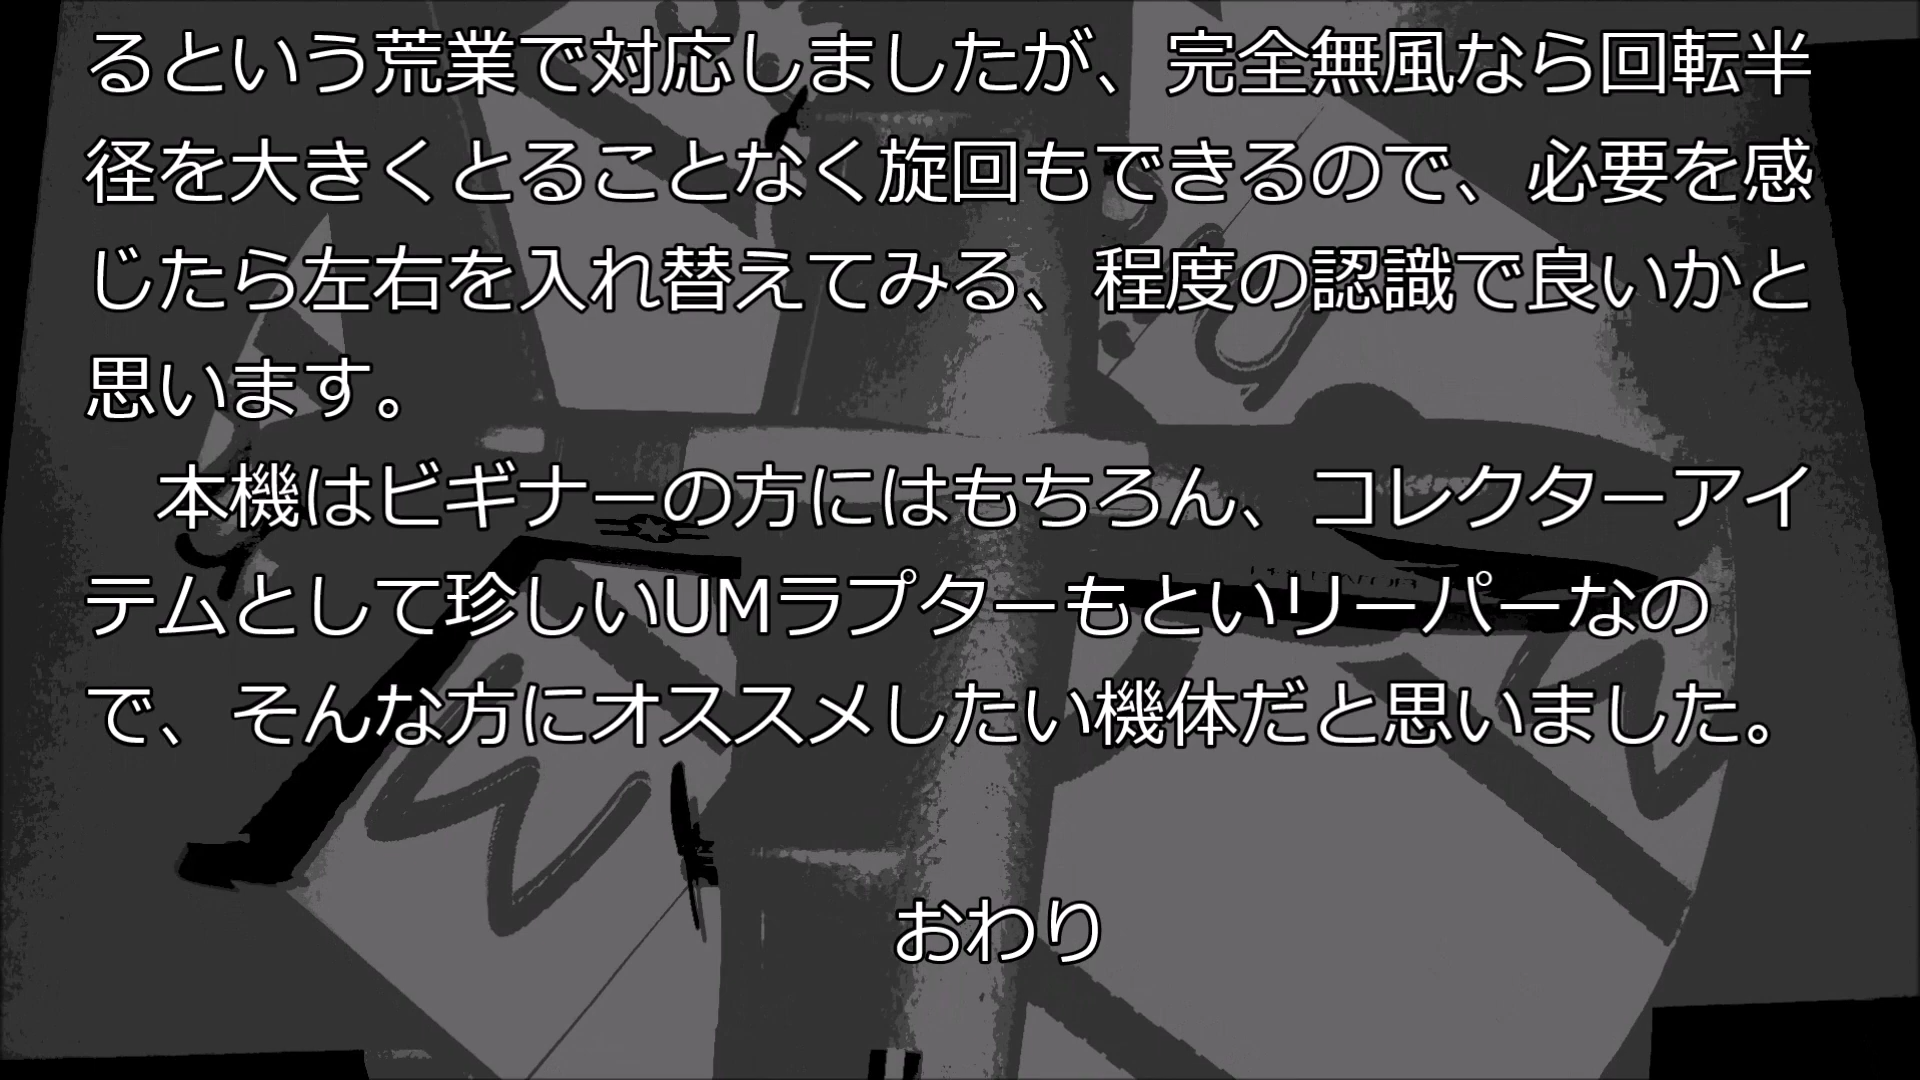 るという荒業で対応しましたが、完全無風なら回転半
径を大きくとることなく旋回もできるので、必要を感
じたら左右を入れ替えてみる、程度の認識で良いかと
思います。
　本機はビギナーの方にはもちろん、コレクターアイ
テムとして珍しいUMラプターもといリーパーなの
で、そんな方にオススメしたい機体だと思いました。
おわり